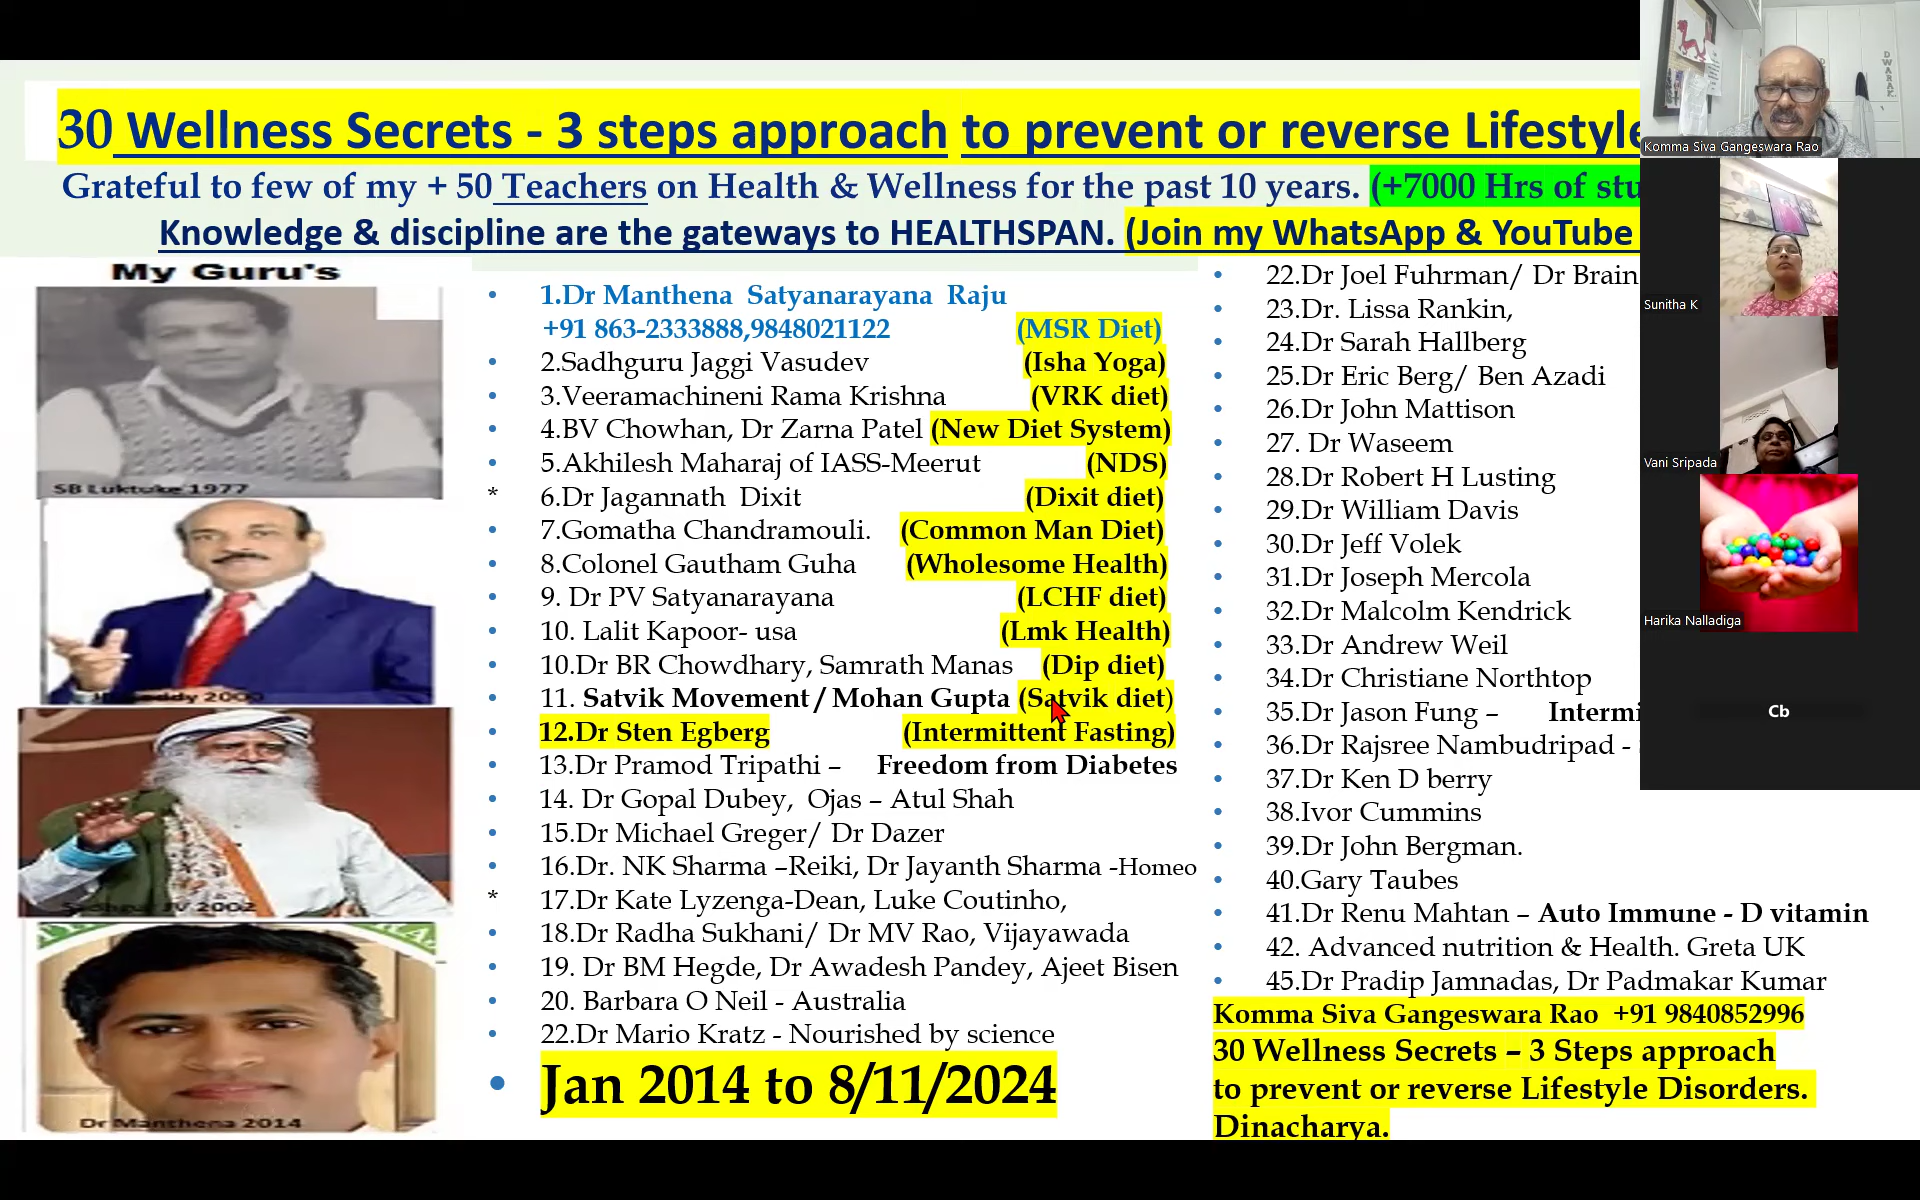 30 Wellness Secrets - 3 steps approach to prevent or reverse Lifestyle
Grateful to few of my + 50 Teachers on Health & Wellness for the past 10 years. (+7000 Hrs of stu
Knowledge & discipline are the gateways to HEALTHSPAN. (Join my WhatsApp & YouTube
My Guru's
SB Luktuke 1977
Sadhgur JV 2002
Dr Manthena 2014
1.Dr Manthena Satyanarayana Raju
+91 863-2333888,9848021122 (MSR Diet)
2.Sadhguru Jaggi Vasudev (Isha Yoga)
3.Veeramachineni Rama Krishna (VRK diet)
4.BV Chowhan, Dr Zarna Patel (New Diet System)
5.Akhilesh Maharaj of IASS-Meerut (NDS)
* 6.Dr Jagannath Dixit (Dixit diet)
7.Gomatha Chandramouli. (Common Man Diet)
8.Colonel Gautham Guha (Wholesome Health)
9. Dr PV Satyanarayana (LCHF diet)
10. Lalit Kapoor- usa (Lmk Health)
10.Dr BR Chowdhary, Samrath Manas (Dip diet)
11. Satvik Movement / Mohan Gupta (Satvik diet)
12.Dr Sten Egberg (Intermittent Fasting)
13.Dr Pramod Tripathi – Freedom from Diabetes
14. Dr Gopal Dubey, Ojas – Atul Shah
15.Dr Michael Greger/ Dr Dazer
16.Dr. NK Sharma –Reiki, Dr Jayanth Sharma -Homeo
* 17.Dr Kate Lyzenga-Dean, Luke Coutinho,
18.Dr Radha Sukhani/ Dr MV Rao, Vijayawada
19. Dr BM Hegde, Dr Awadesh Pandey, Ajeet Bisen
20. Barbara O Neil - Australia
22.Dr Mario Kratz - Nourished by science
Jan 2014 to 8/11/2024
22.Dr Joel Fuhrman/ Dr Brain
23.Dr. Lissa Rankin,
24.Dr Sarah Hallberg
25.Dr Eric Berg/ Ben Azadi
26.Dr John Mattison
27. Dr Waseem
28.Dr Robert H Lusting
29.Dr William Davis
30.Dr Jeff Volek
31.Dr Joseph Mercola
32.Dr Malcolm Kendrick
33.Dr Andrew Weil
34.Dr Christiane Northtop
35.Dr Jason Fung – Intermi
36.Dr Rajsree Nambudripad -
37.Dr Ken D berry
38.Ivor Cummins
39.Dr John Bergman.
40.Gary Taubes
41.Dr Renu Mahtan – Auto Immune - D vitamin
42. Advanced nutrition & Health. Greta UK
45.Dr Pradip Jamnadas, Dr Padmakar Kumar
Komma Siva Gangeswara Rao +91 9840852996
30 Wellness Secrets – 3 Steps approach
to prevent or reverse Lifestyle Disorders.
Dinacharya.
Komma Siva Gangeswara Rao
Sunitha K
Vani Sripada
Harika Nalladiga
Cb